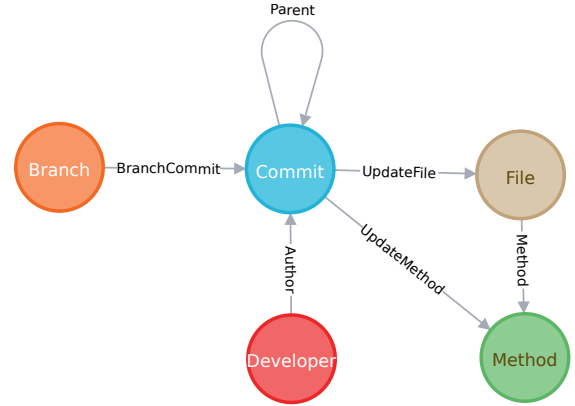 Parent
Branch
BranchCommit
Commit
UpdateFile
File
UpdateMethod
Method
Author
Developer
Method